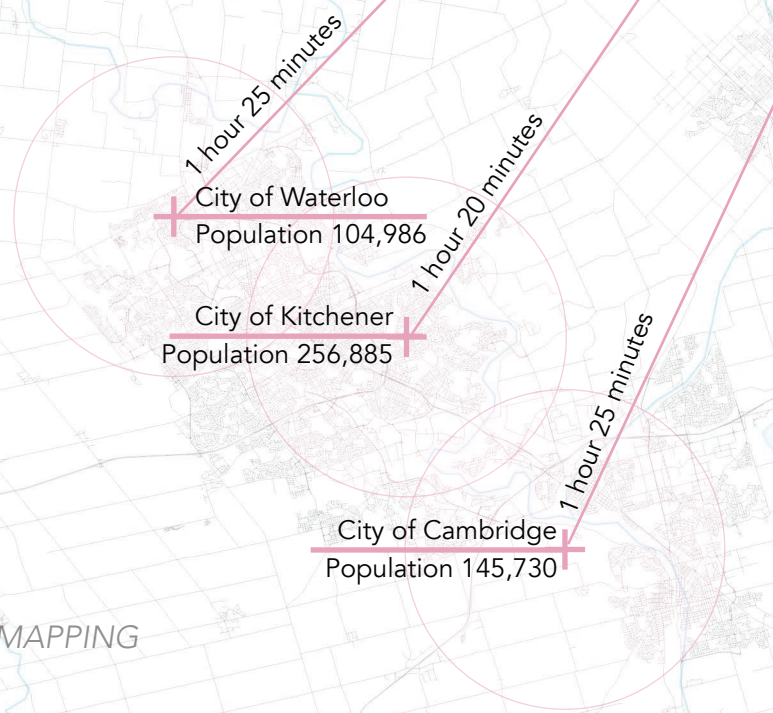 1 hour 25 minutes
City of Waterloo
Population 104,986
1 hour 20 minutes
City of Kitchener
Population 256,885
1 hour 25 minutes
City of Cambridge
Population 145,730
MAPPING